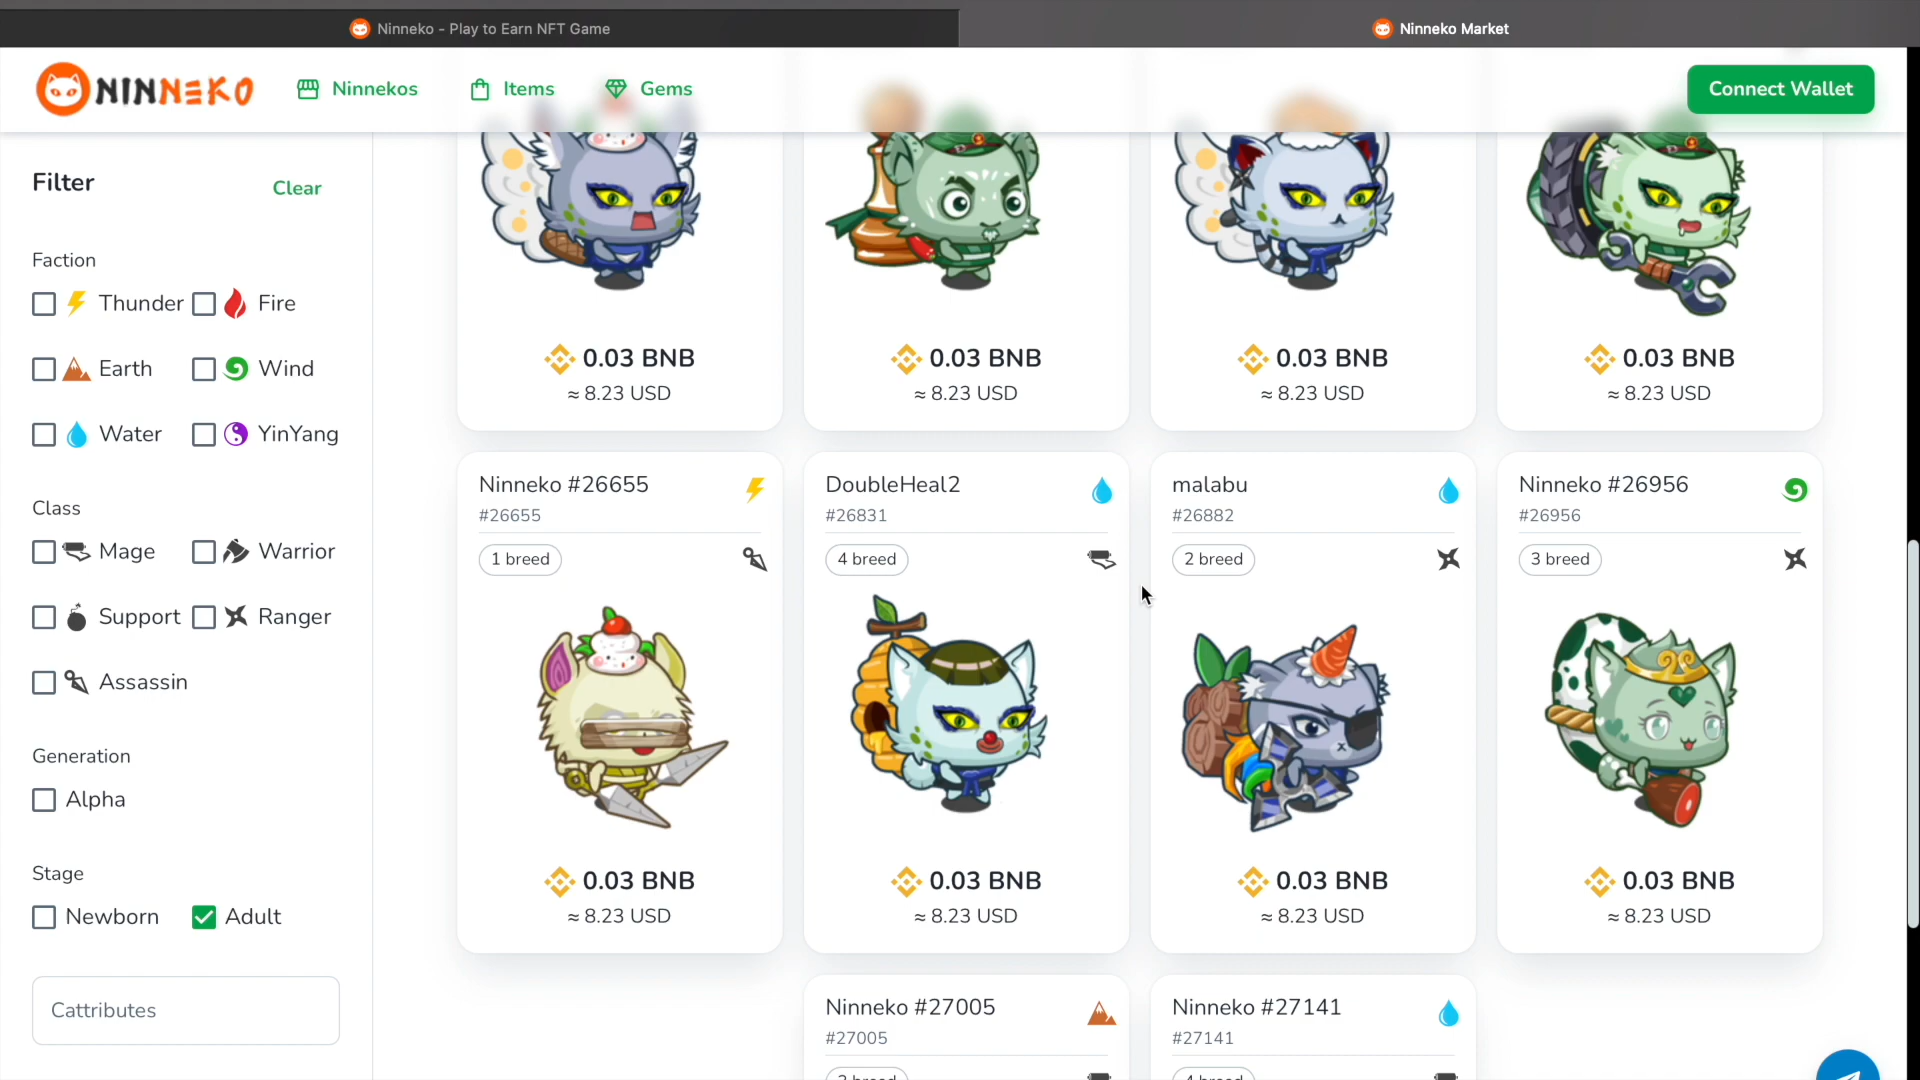 Ninneko - Play to Earn NFT Game
Ninneko Market
NINNEKO
Ninnekos
Items
Gems
Connect Wallet
Filter
Clear
Faction
Thunder
Fire
Earth
Wind
Water
YinYang
Class
Mage
Warrior
Support
Ranger
Assassin
Generation
Alpha
Stage
Newborn
Adult
Cattributes
0.03 BNB
≈ 8.23 USD
0.03 BNB
≈ 8.23 USD
0.03 BNB
≈ 8.23 USD
0.03 BNB
≈ 8.23 USD
Ninneko #26655
#26655
1 breed
0.03 BNB
≈ 8.23 USD
DoubleHeal2
#26831
4 breed
0.03 BNB
≈ 8.23 USD
malabu
#26882
2 breed
0.03 BNB
≈ 8.23 USD
Ninneko #26956
#26956
3 breed
0.03 BNB
≈ 8.23 USD
Ninneko #27005
#27005
breed
Ninneko #27141
#27141
4 breed